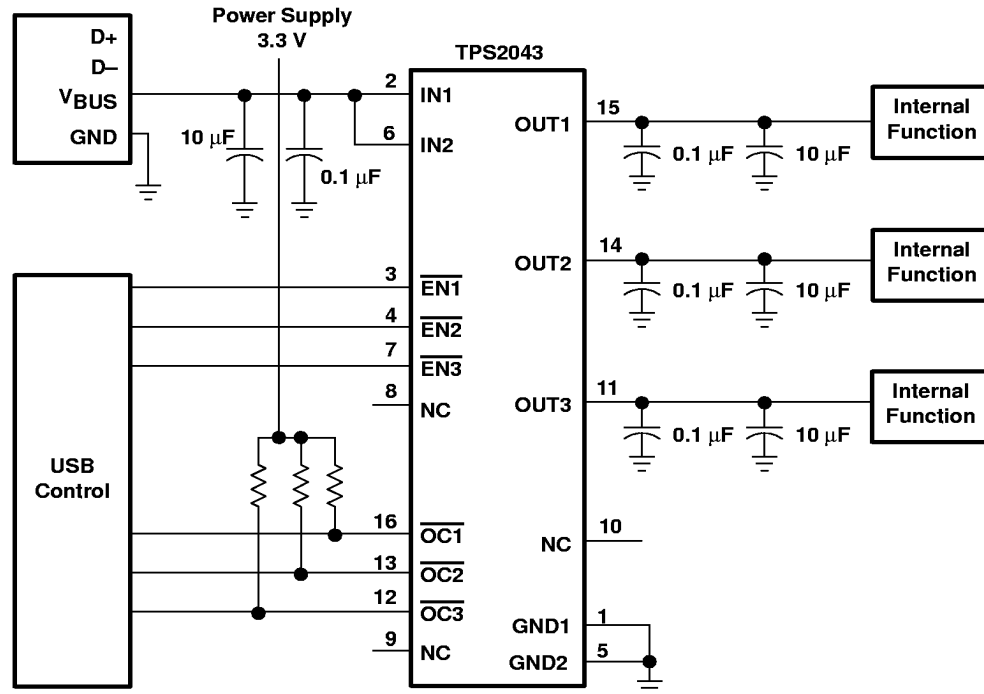 Power Supply
3.3 V
D+
D–
VBUS
GND
10 µF
0.1 µF
TPS2043
2
IN1
6
IN2
3
EN1
4
EN2
7
EN3
8
NC
16
OC1
13
OC2
12
OC3
9
NC
USB
Control
15
OUT1
0.1 µF
10 µF
Internal
Function
14
OUT2
0.1 µF
10 µF
Internal
Function
11
OUT3
0.1 µF
10 µF
Internal
Function
10
NC
1
GND1
5
GND2